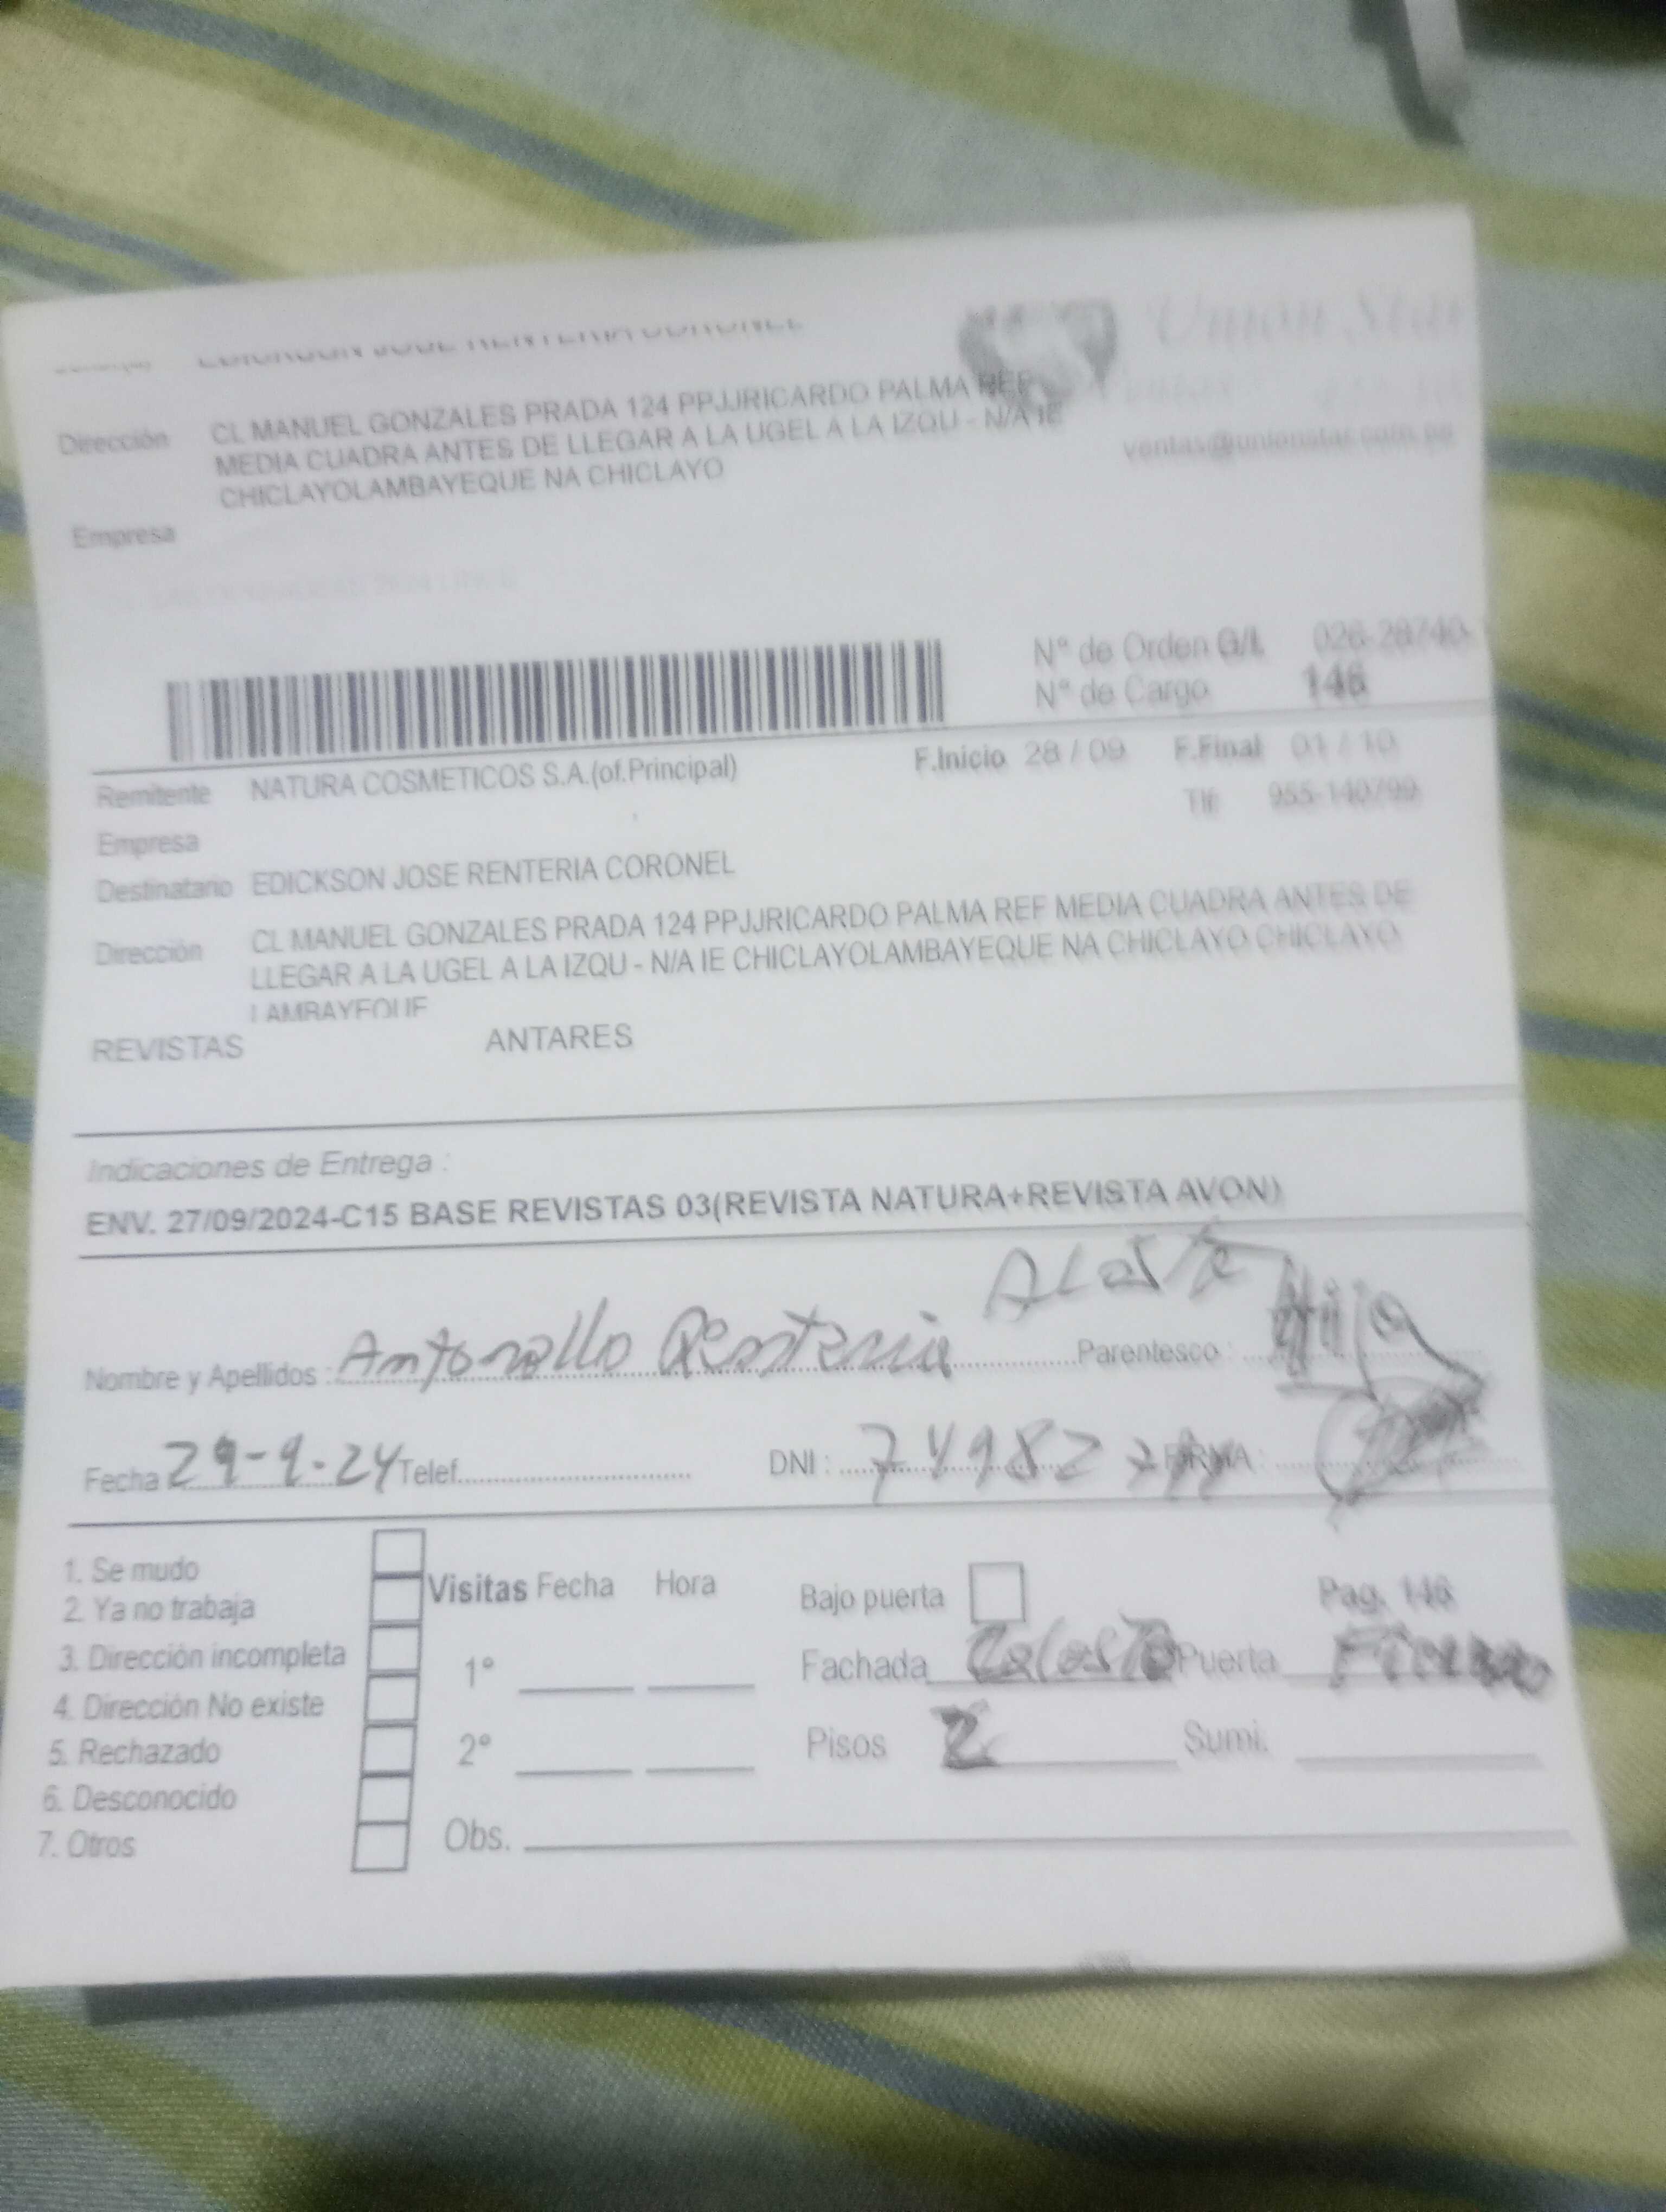 EDICKSON JOSE RENTERIA CORONEL
Union Star
Dirección CL MANUEL GONZALES PRADA 124 PPJJRICARDO PALMA REF
MEDIA CUADRA ANTES DE LLEGAR A LA UGEL A LA IZQU - N/A IE
CHICLAYOLAMBAYEQUE NA CHICLAYO
ventas@unionstar.com.pe
Empresa
N° de Orden G/L 026-28740-
N° de Cargo 146
Remitente NATURA COSMETICOS S.A.(of.Principal) F.Inicio 28 / 09 F.Final 01 / 10
Tlf 955-140799
Empresa
Destinatario EDICKSON JOSE RENTERIA CORONEL
Dirección CL MANUEL GONZALES PRADA 124 PPJJRICARDO PALMA REF MEDIA CUADRA ANTES DE
LLEGAR A LA UGEL A LA IZQU - N/A IE CHICLAYOLAMBAYEQUE NA CHICLAYO CHICLAYO
LAMBAYEQUE
REVISTAS ANTARES
Indicaciones de Entrega :
ENV. 27/09/2024-C15 BASE REVISTAS 03(REVISTA NATURA+REVISTA AVON)
Nombre y Apellidos : Antonello Renteria Parentesco : Hija
Fecha 29-9-24 Telef. DNI : 74982 FIRMA :
1. Se mudo
2. Ya no trabaja
3. Dirección incompleta
4. Dirección No existe
5. Rechazado
6. Desconocido
7. Otros
Visitas Fecha Hora
1°
2°
Obs.
Bajo puerta Pag. 146
Fachada Celeste Puerta Fierro
Pisos 2 Sumi.